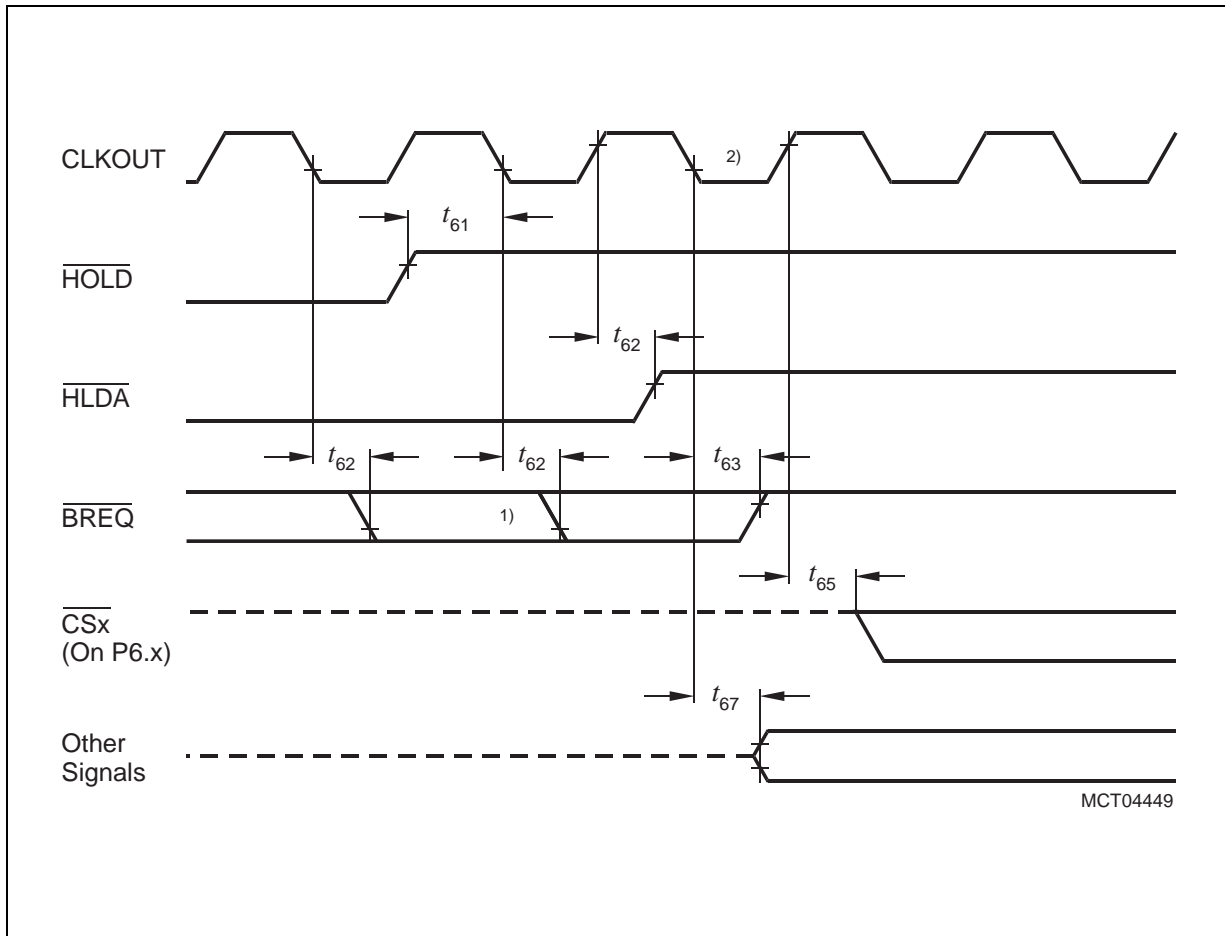 CLKOUT
2)
t61
HOLD
t62
HLDA
t62
t62
t63
BREQ
1)
t65
CSx
(On P6.x)
t67
Other
Signals
MCT04449